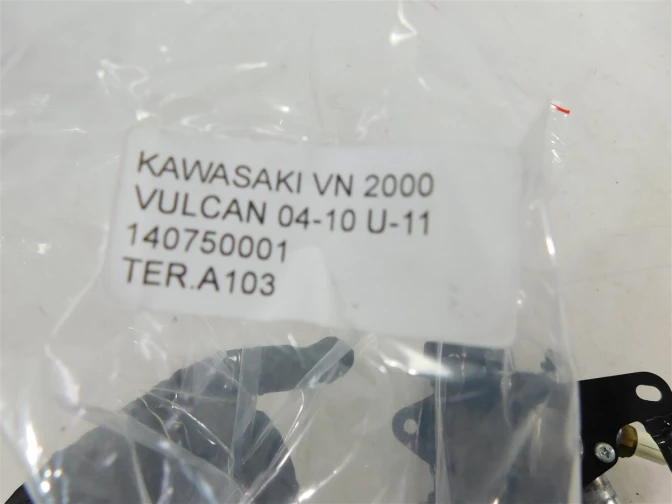 KAWASAKI VN 2000
VULCAN 04-10 U-11
140750001
TER.A103